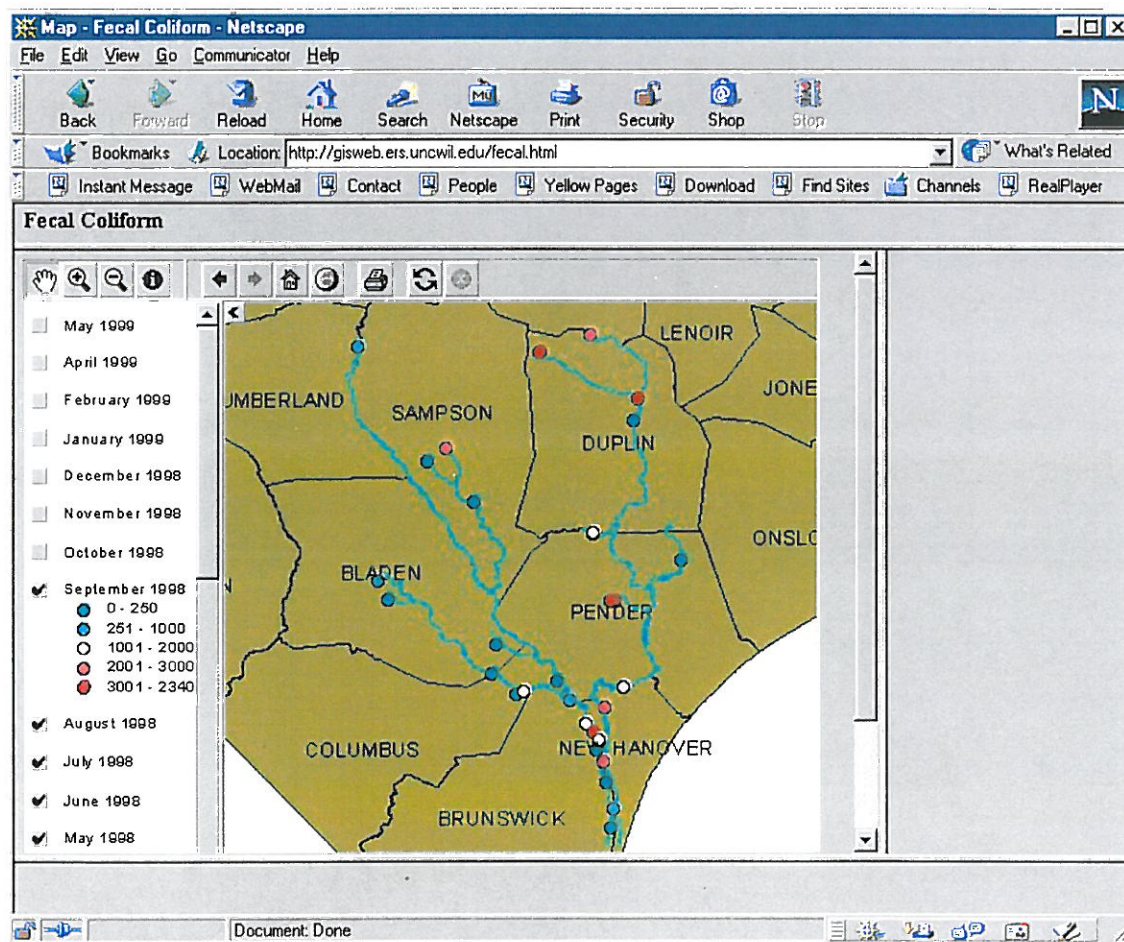 Map - Fecal Coliform - Netscape
File Edit View Go Communicator Help
Back Forward Reload Home Search Netscape Print Security Shop Stop
N
Bookmarks Location: http://gisweb.ers.uncwil.edu/fecal.html What's Related
Instant Message WebMail Contact People Yellow Pages Download Find Sites Channels RealPlayer
Fecal Coliform
May 1999
April 1999
February 1999
January 1999
December 1998
November 1998
October 1998
September 1998
0 - 250
251 - 1000
1001 - 2000
2001 - 3000
3001 - 2340
August 1998
July 1998
June 1998
May 1998
LENOIR
JONE
UMBERLAND
SAMPSON
DUPLIN
ONSLO
BLADEN
N
PENDER
COLUMBUS
NEW HANOVER
BRUNSWICK
Document: Done